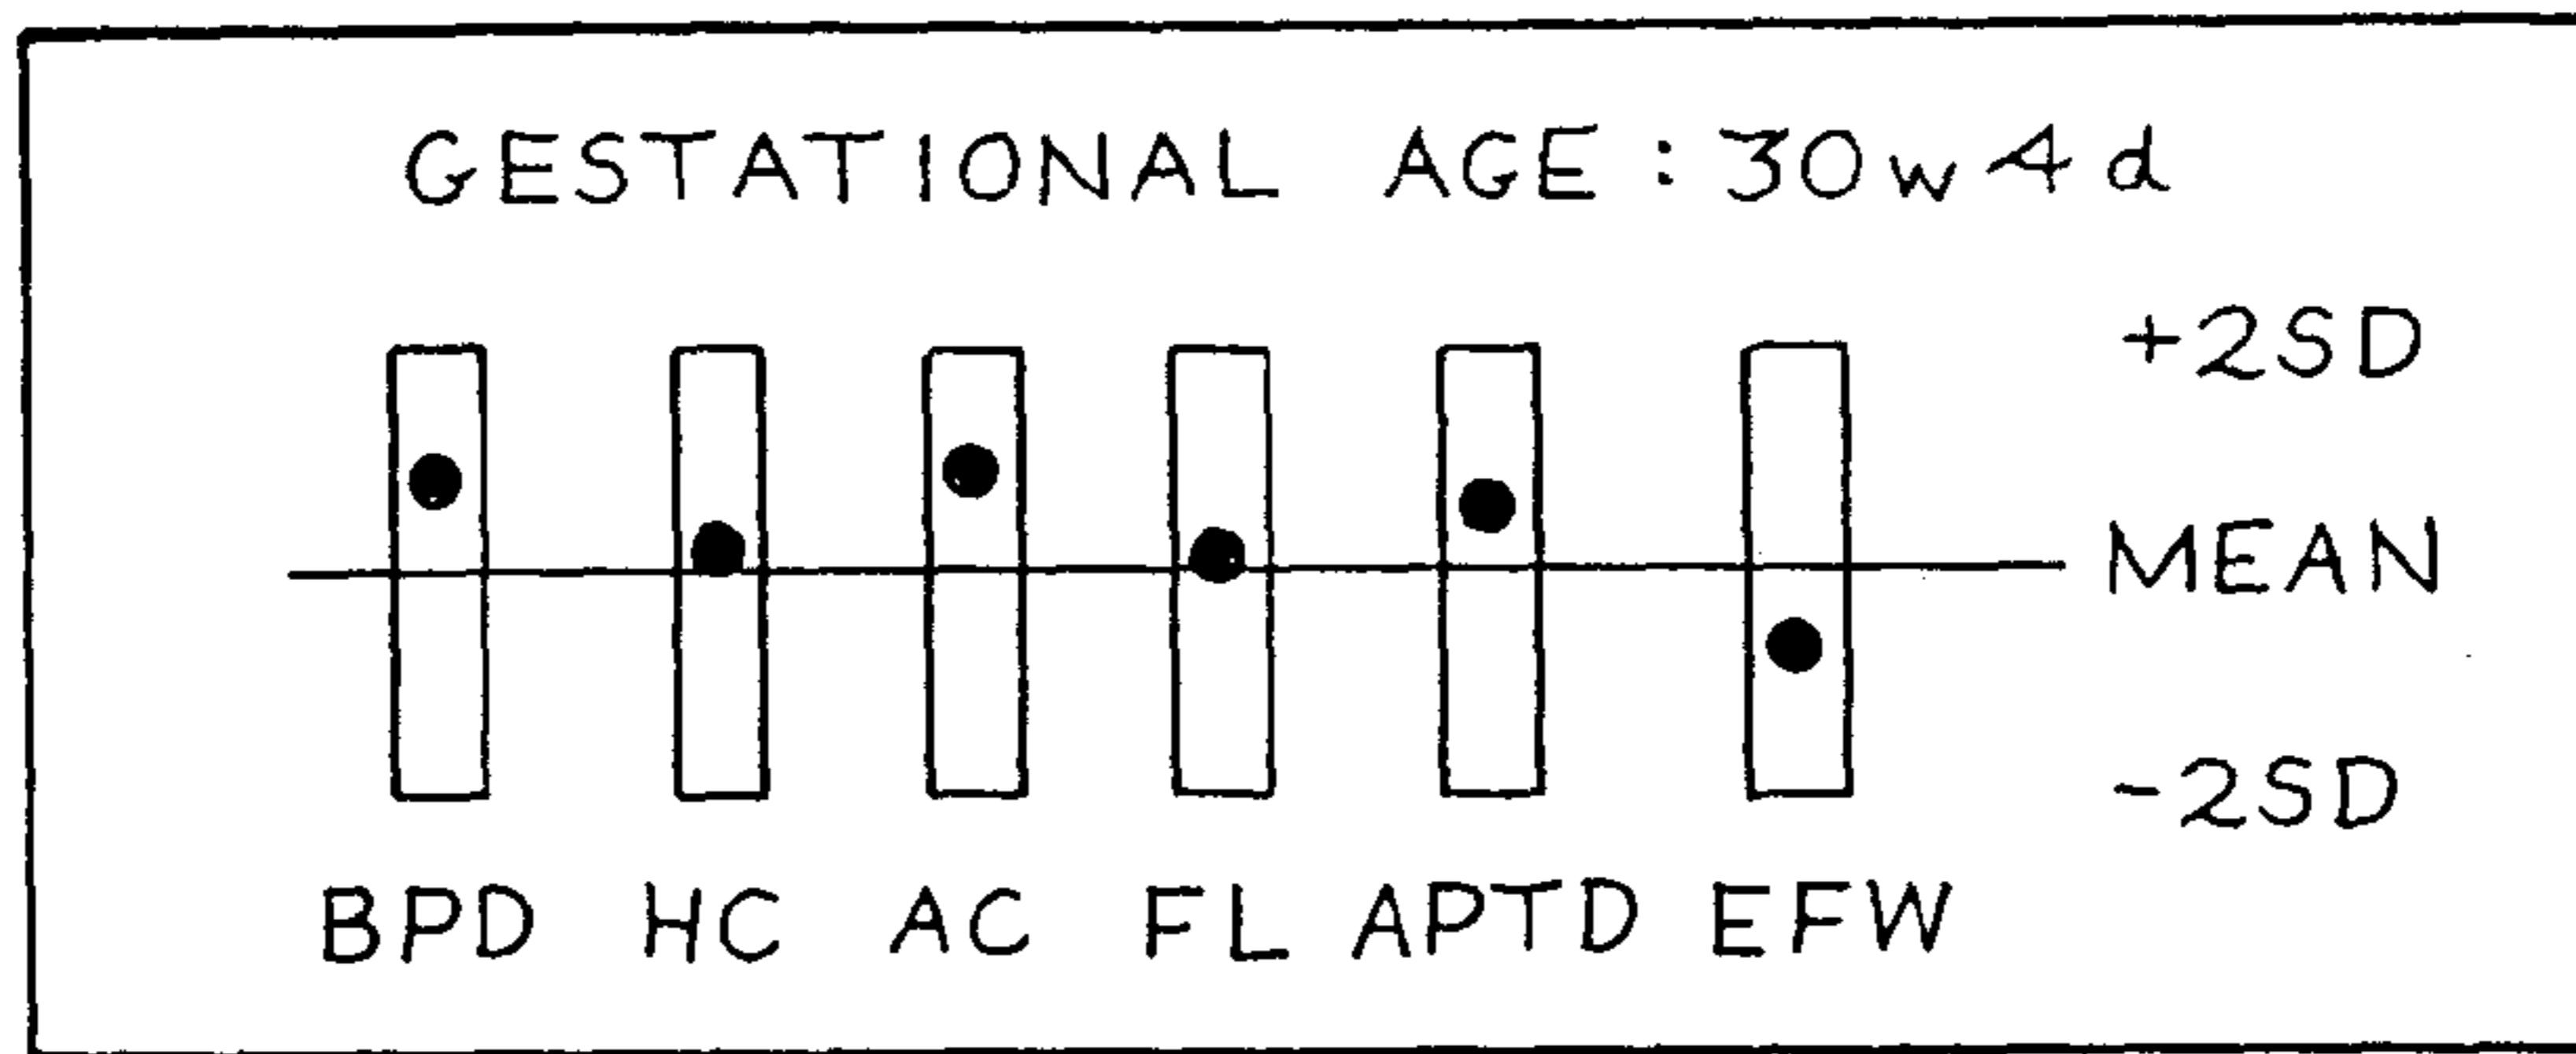 GESTATIONAL AGE : 30w4d
+2SD
MEAN
-2SD
BPD HC AC FL APTD EFW